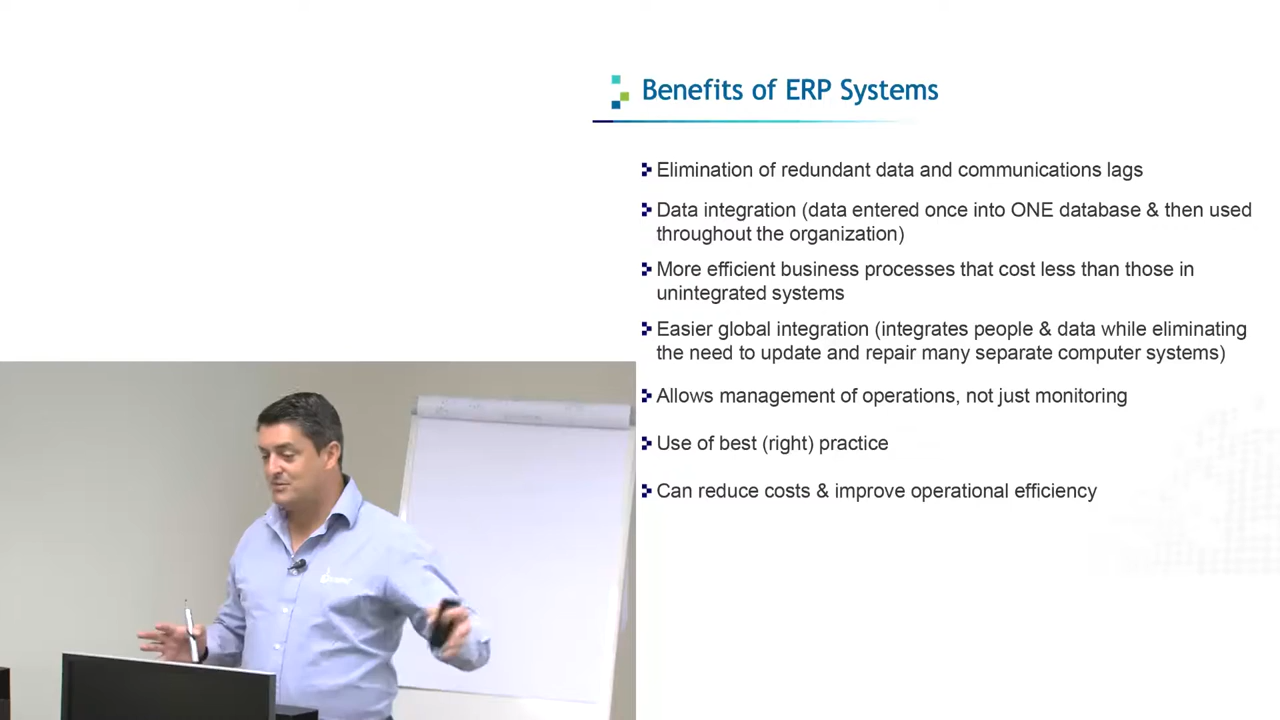 Benefits of ERP Systems
Elimination of redundant data and communications lags
Data integration (data entered once into ONE database & then used
throughout the organization)
More efficient business processes that cost less than those in
unintegrated systems
Easier global integration (integrates people & data while eliminating
the need to update and repair many separate computer systems)
Allows management of operations, not just monitoring
Use of best (right) practice
Can reduce costs & improve operational efficiency